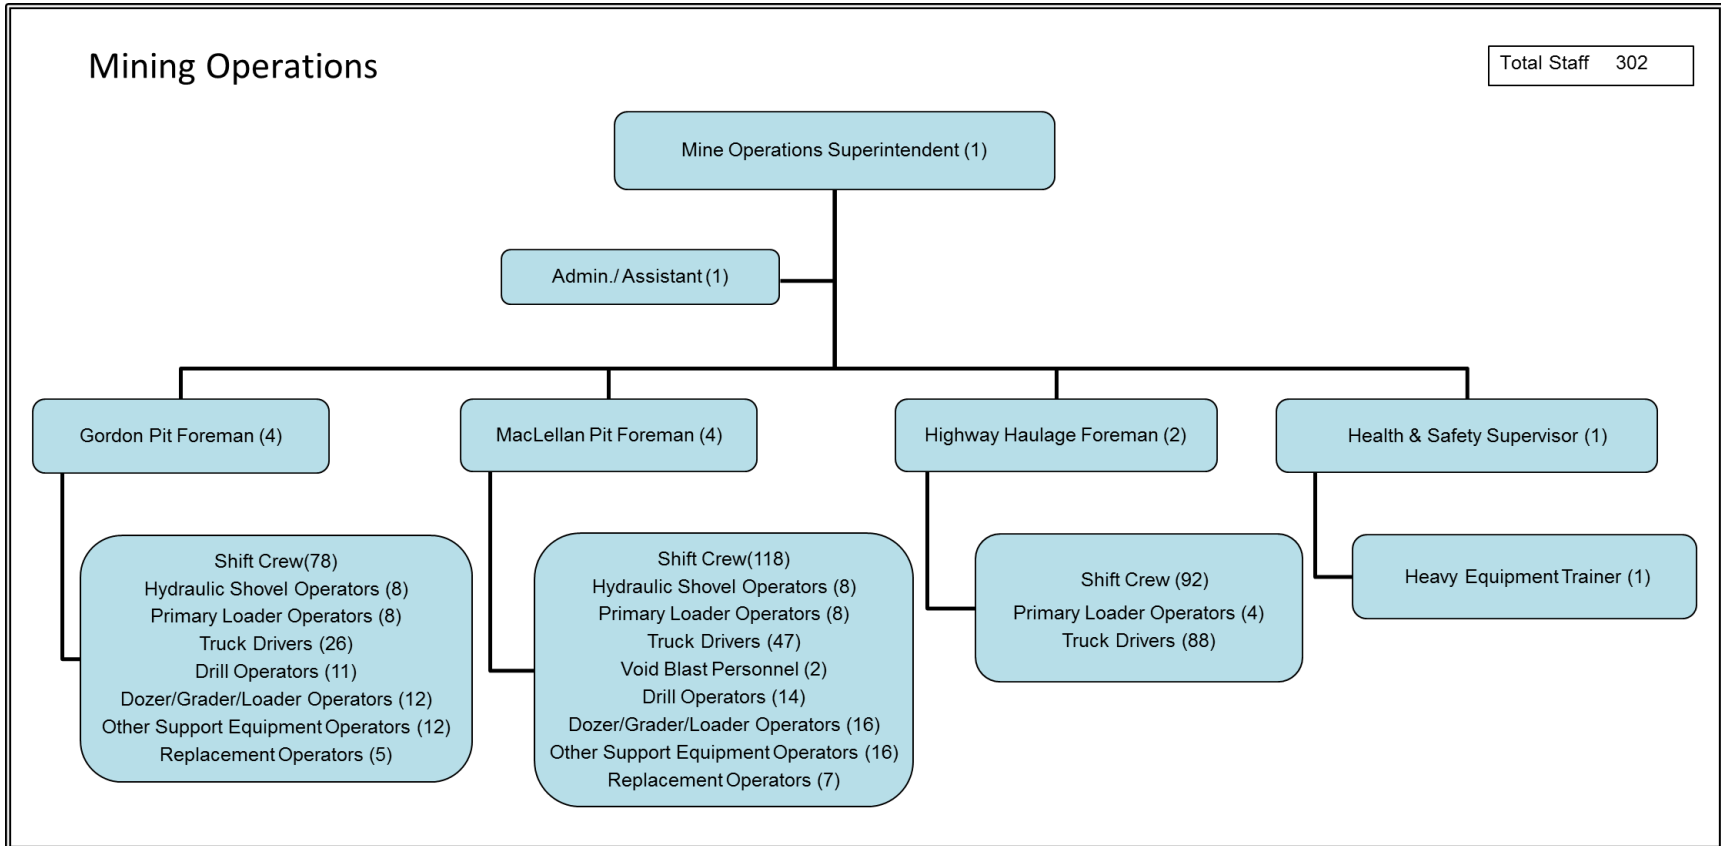 Mining Operations
Total Staff 302
Mine Operations Superintendent (1)
Admin./ Assistant (1)
Gordon Pit Foreman (4)
MacLellan Pit Foreman (4)
Highway Haulage Foreman (2)
Health & Safety Supervisor (1)
Shift Crew(78)
Hydraulic Shovel Operators (8)
Primary Loader Operators (8)
Truck Drivers (26)
Drill Operators (11)
Dozer/Grader/Loader Operators (12)
Other Support Equipment Operators (12)
Replacement Operators (5)
Shift Crew(118)
Hydraulic Shovel Operators (8)
Primary Loader Operators (8)
Truck Drivers (47)
Void Blast Personnel (2)
Drill Operators (14)
Dozer/Grader/Loader Operators (16)
Other Support Equipment Operators (16)
Replacement Operators (7)
Shift Crew (92)
Primary Loader Operators (4)
Truck Drivers (88)
Heavy Equipment Trainer (1)